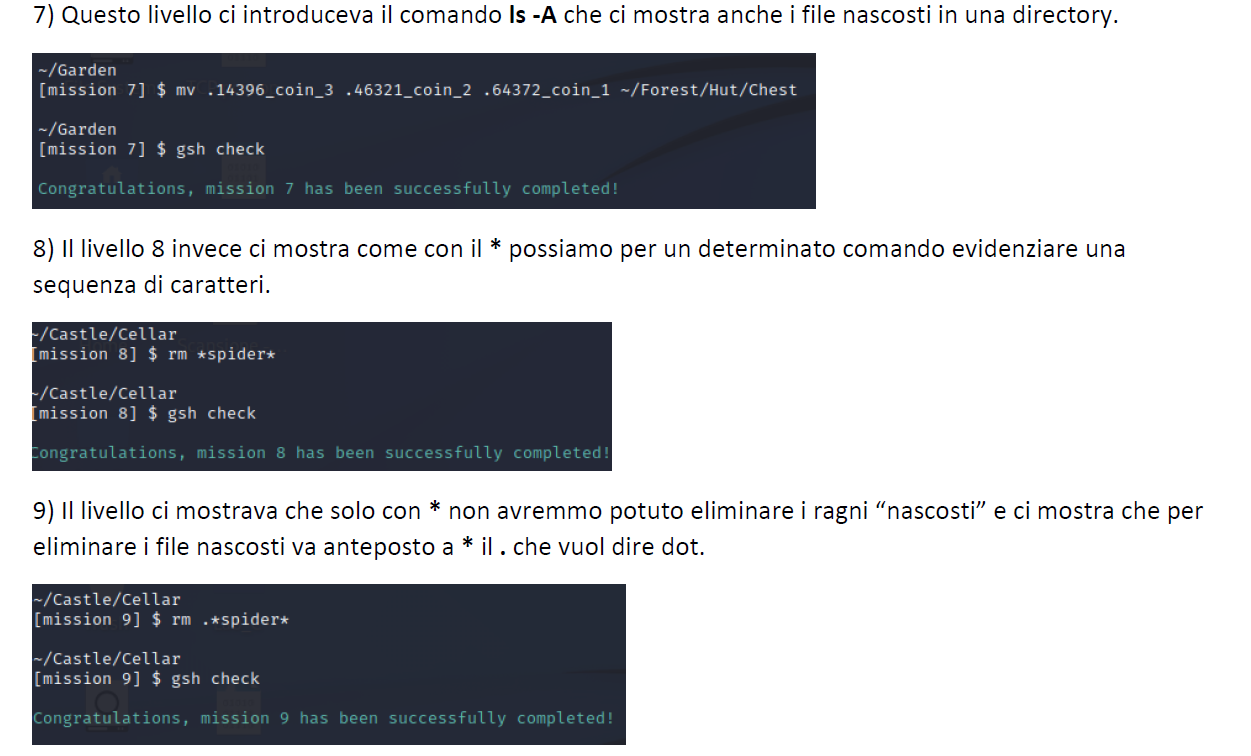 7) Questo livello ci introduceva il comando ls -A che ci mostra anche i file nascosti in una directory.
~/Garden
[mission 7] $ mv .14396_coin_3 .46321_coin_2 .64372_coin_1 ~/Forest/Hut/Chest
~/Garden
[mission 7] $ gsh check
Congratulations, mission 7 has been successfully completed!
8) Il livello 8 invece ci mostra come con il * possiamo per un determinato comando evidenziare una
sequenza di caratteri.
~/Castle/Cellar
[mission 8] $ rm *spider*
~/Castle/Cellar
[mission 8] $ gsh check
Congratulations, mission 8 has been successfully completed!
9) Il livello ci mostrava che solo con * non avremmo potuto eliminare i ragni “nascosti” e ci mostra che per
eliminare i file nascosti va anteposto a * il . che vuol dire dot.
~/Castle/Cellar
[mission 9] $ rm .*spider*
~/Castle/Cellar
[mission 9] $ gsh check
Congratulations, mission 9 has been successfully completed!